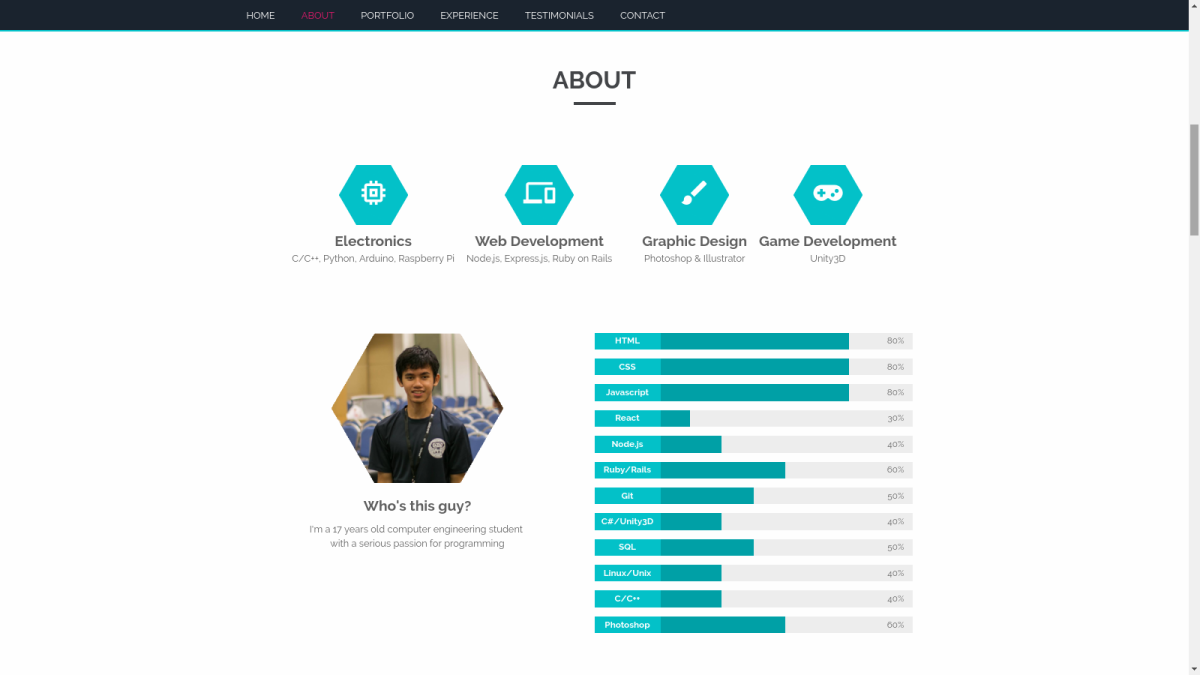 HOME ABOUT PORTFOLIO EXPERIENCE TESTIMONIALS CONTACT
ABOUT
Electronics
C/C++, Python, Arduino, Raspberry Pi
Web Development
Node.js, Express.js, Ruby on Rails
Graphic Design
Photoshop & Illustrator
Game Development
Unity3D
Who's this guy?
I'm a 17 years old computer engineering student
with a serious passion for programming
HTML 80%
CSS 80%
Javascript 80%
React 30%
Node.js 40%
Ruby/Rails 60%
Git 50%
C#/Unity3D 40%
SQL 50%
Linux/Unix 40%
C/C++ 40%
Photoshop 60%